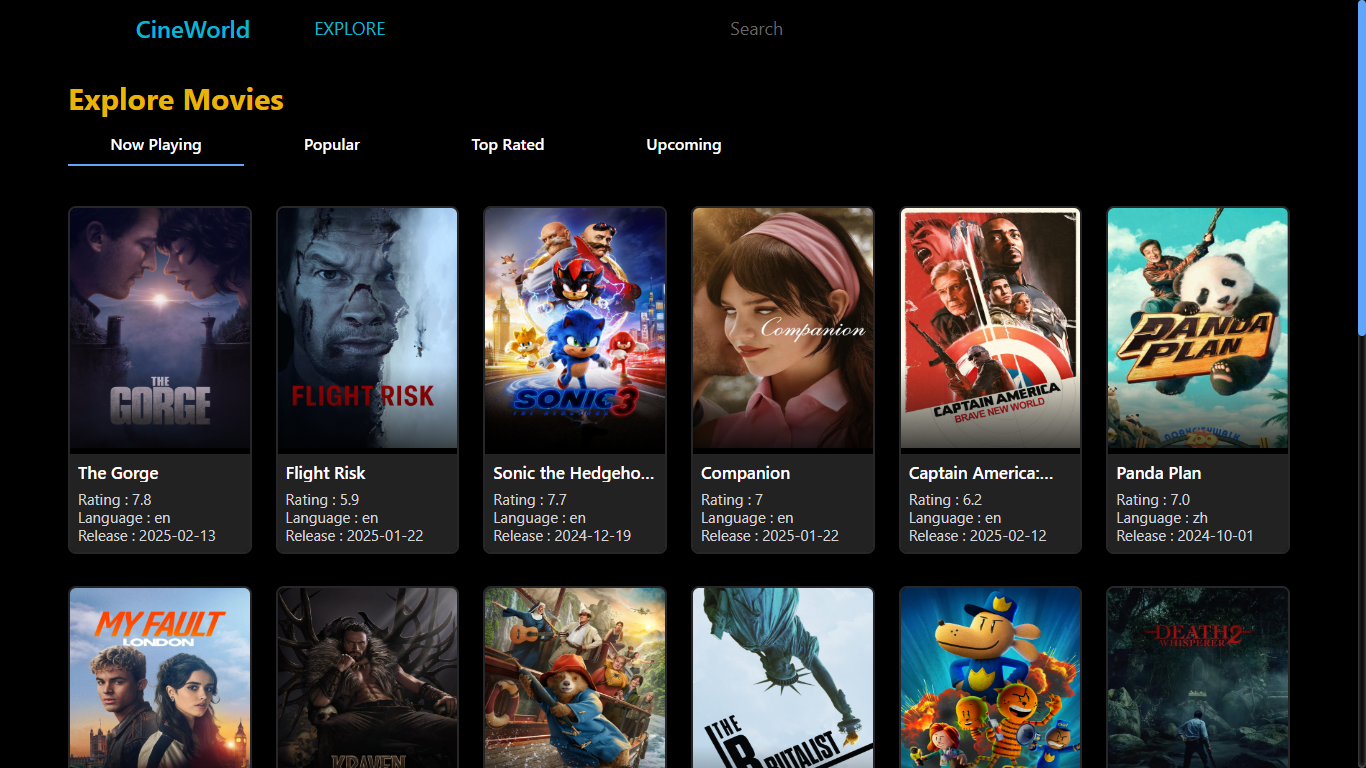 CineWorld EXPLORE Search
Explore Movies
Now Playing Popular Top Rated Upcoming
THE
GORGE
FLIGHT RISK
SONIC 3
Companion
CAPTAIN AMERICA
BRAVE NEW WORLD
PANDA
PLAN
The Gorge
Rating : 7.8
Language : en
Release : 2025-02-13
Flight Risk
Rating : 5.9
Language : en
Release : 2025-01-22
Sonic the Hedgeho...
Rating : 7.7
Language : en
Release : 2024-12-19
Companion
Rating : 7
Language : en
Release : 2025-01-22
Captain America:...
Rating : 6.2
Language : en
Release : 2025-02-12
Panda Plan
Rating : 7.0
Language : zh
Release : 2024-10-01
MY FAULT
LONDON
KRAVEN
THE
BRUTALIST
DEATH 2
WHISPERER